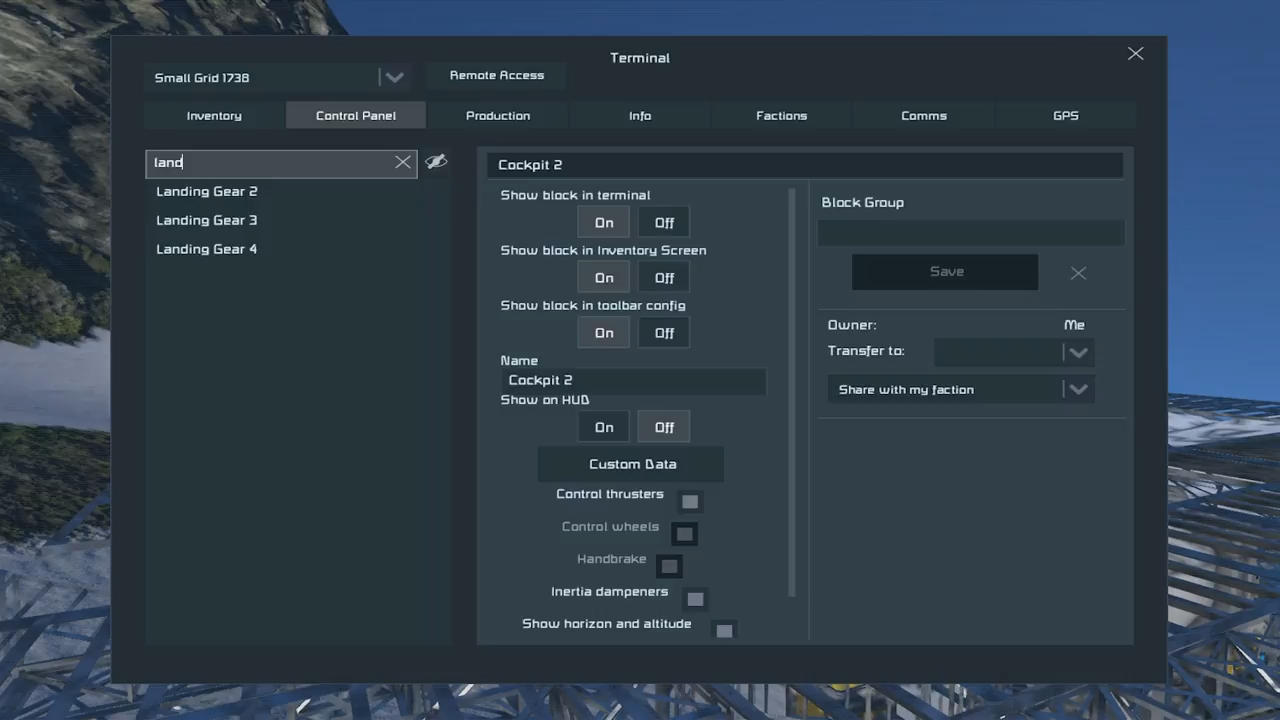 Terminal
Small Grid 1738
Remote Access
Inventory
Control Panel
Production
Info
Factions
Comms
GPS
land
Landing Gear 2
Landing Gear 3
Landing Gear 4
Cockpit 2
Show block in terminal
On Off
Show block in Inventory Screen
On Off
Show block in toolbar config
On Off
Name
Cockpit 2
Show on HUD
On Off
Custom Data
Control thrusters
Control wheels
Handbrake
Inertia dampeners
Show horizon and altitude
Block Group
Save
Owner: Me
Transfer to:
Share with my faction